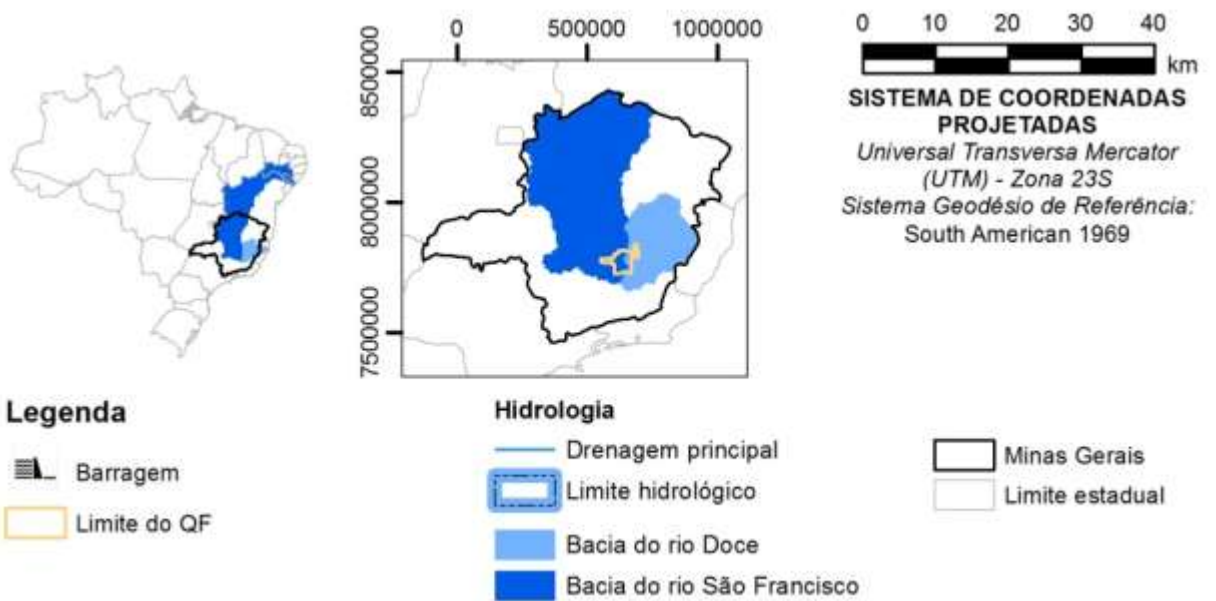 0 5000000 10000000
8500000
8000000
7500000
0 10 20 30 40
km
SISTEMA DE COORDENADAS
PROJETADAS
Universal Transversa Mercator
(UTM) - Zona 23S
Sistema Geodésio de Referência:
South American 1969
Legenda
Barragem
Limite do QF
Hidrologia
Drenagem principal
Limite hidrológico
Bacia do rio Doce
Bacia do rio São Francisco
Minas Gerais
Limite estadual